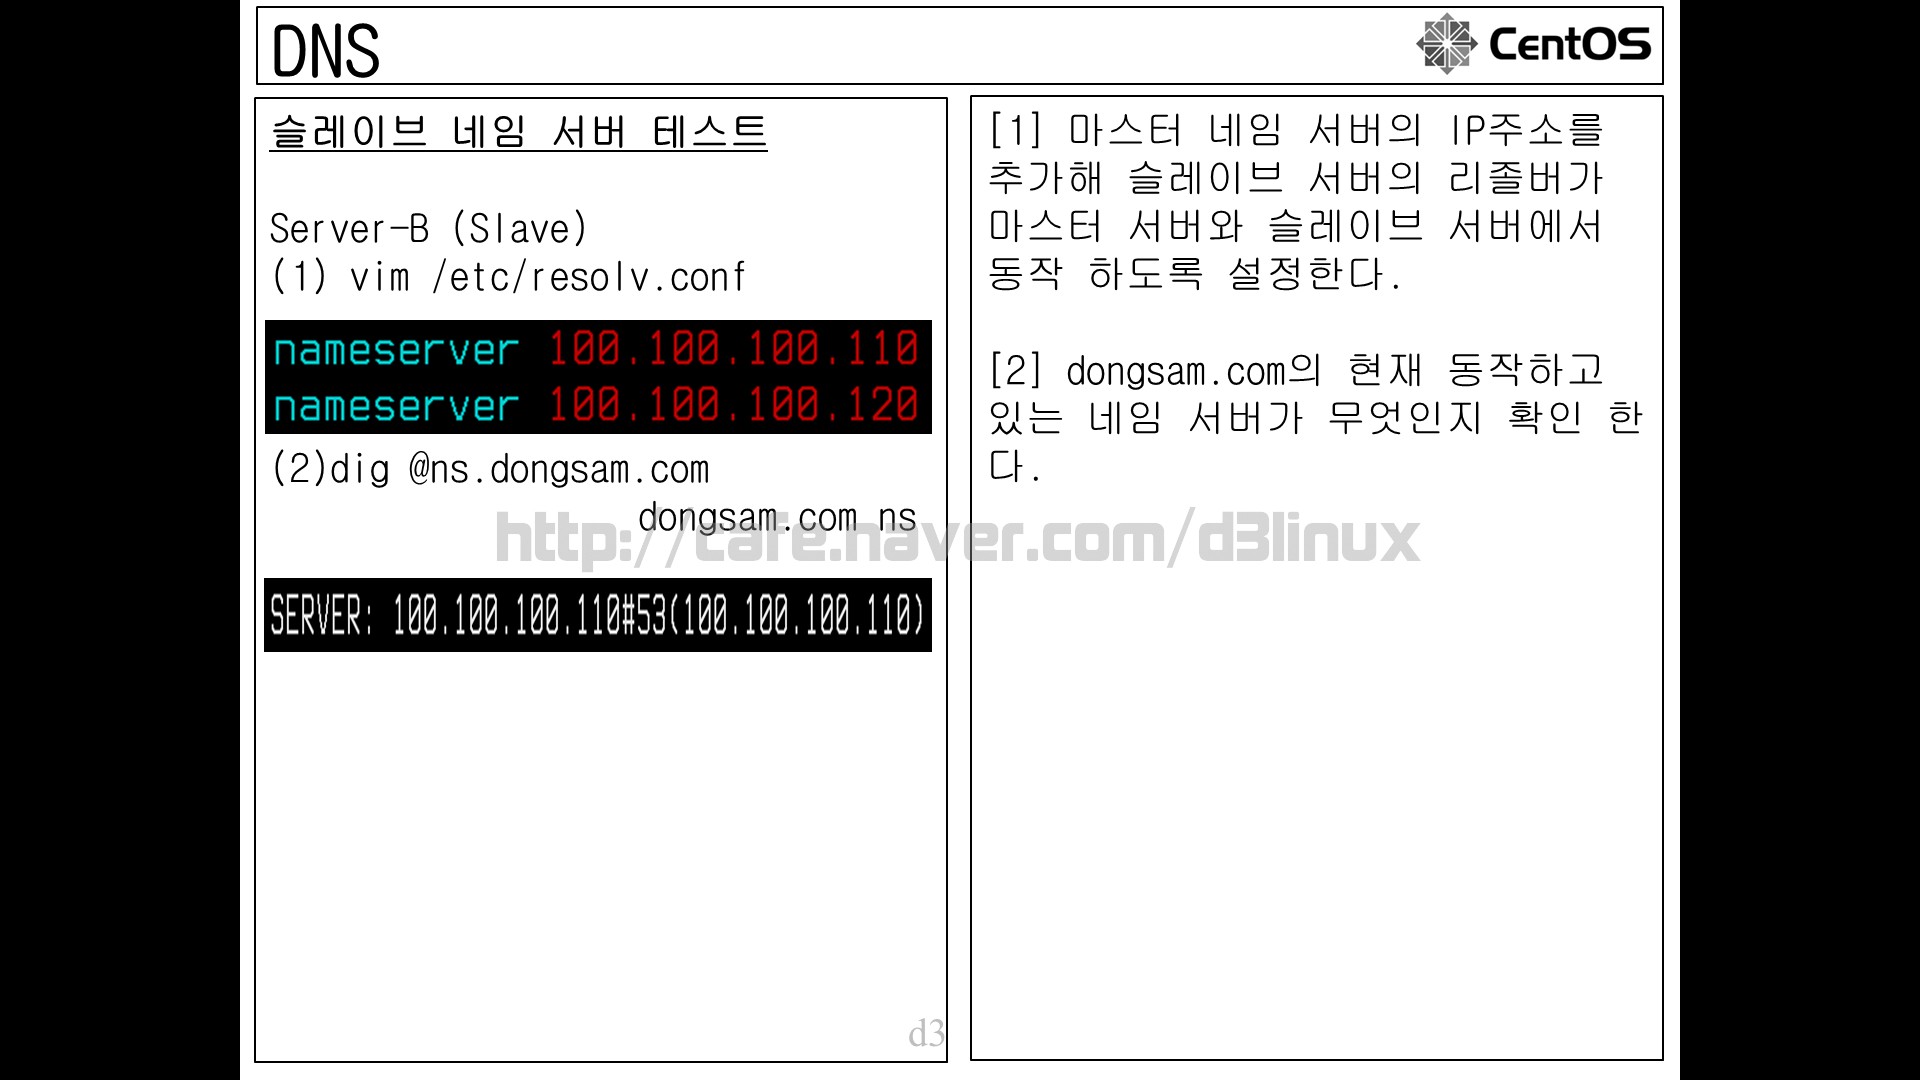 DNS
CentOS
슬레이브 네임 서버 테스트
Server-B (Slave)
(1) vim /etc/resolv.conf
nameserver 100.100.100.110
nameserver 100.100.100.120
(2)dig @ns.dongsam.com
dongsam.com ns
SERVER: 100.100.100.110#53(100.100.100.110)
d3
[1] 마스터 네임 서버의 IP주소를
추가해 슬레이브 서버의 리졸버가
마스터 서버와 슬레이브 서버에서
동작 하도록 설정한다.
[2] dongsam.com의 현재 동작하고
있는 네임 서버가 무엇인지 확인 한
다.
http://cafe.naver.com/d3linux